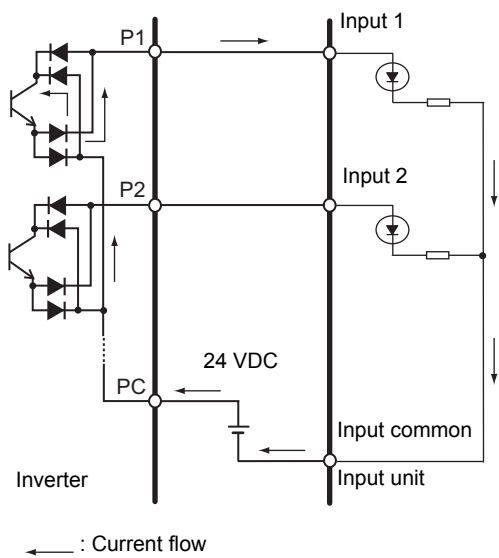 P1
Input 1
P2
Input 2
24 VDC
PC
Input common
Inverter
Input unit
: Current flow